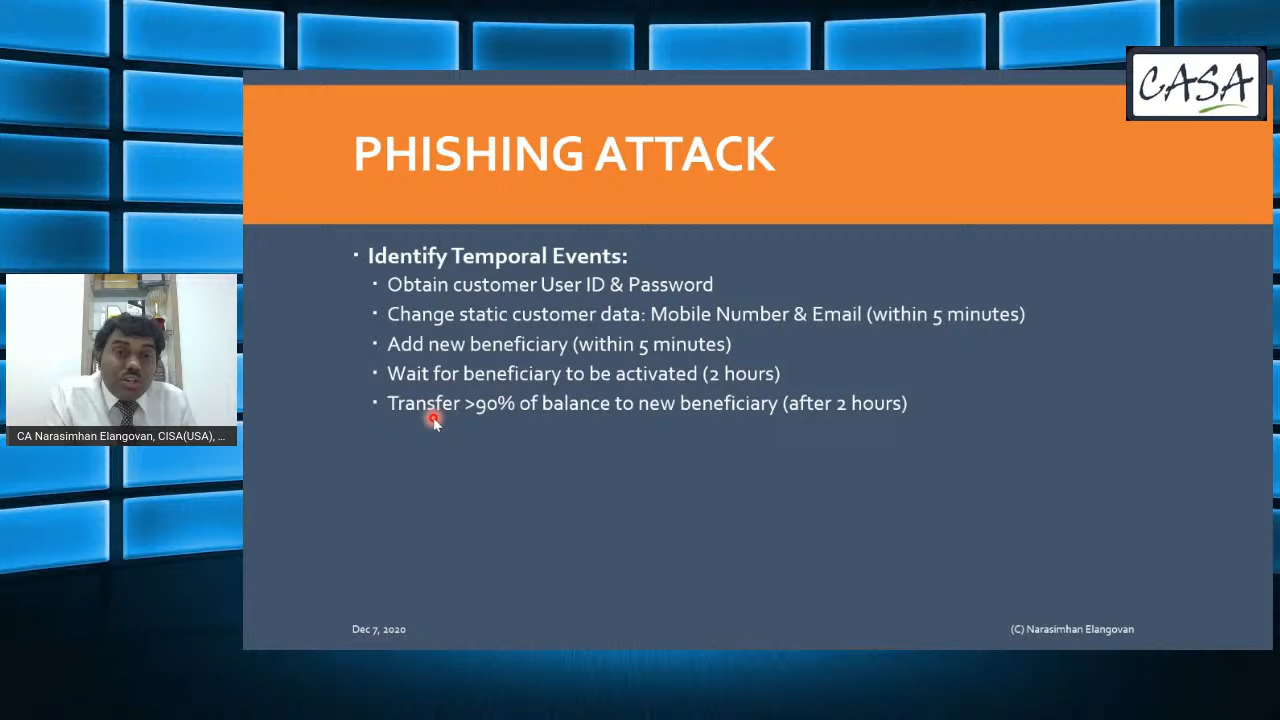 CASA
PHISHING ATTACK
Identify Temporal Events:
Obtain customer User ID & Password
Change static customer data: Mobile Number & Email (within 5 minutes)
Add new beneficiary (within 5 minutes)
Wait for beneficiary to be activated (2 hours)
Transfer >90% of balance to new beneficiary (after 2 hours)
CA Narasimhan Elangovan, CISA(USA), ...
Dec 7, 2020
(C) Narasimhan Elangovan